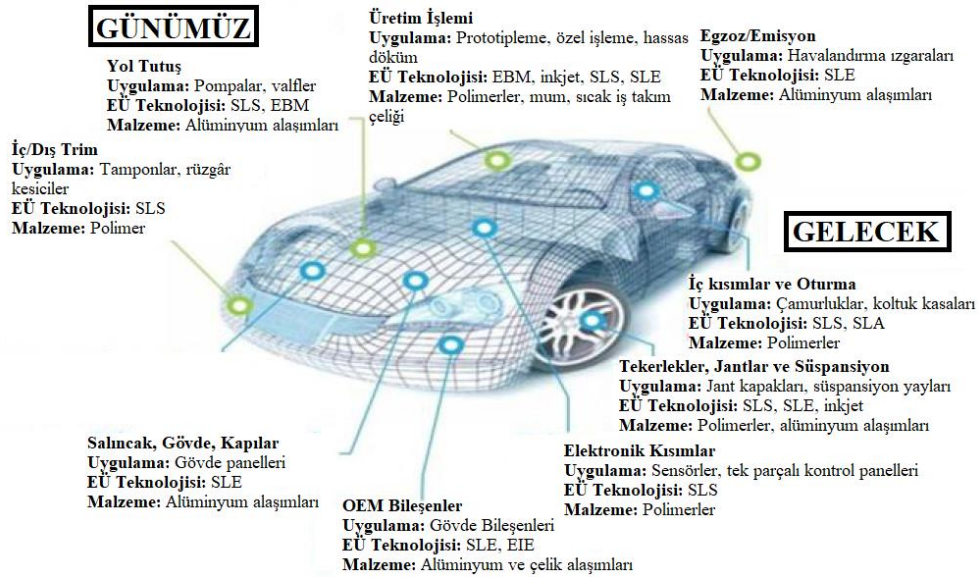 GÜNÜMÜZ
Yol Tutuş
Uygulama: Pompalar, valfler
EÜ Teknolojisi: SLS, EBM
Malzeme: Alüminyum alaşımları
Üretim İşlemi
Uygulama: Prototipleme, özel işleme, hassas
döküm
EÜ Teknolojisi: EBM, inkjet, SLS, SLE
Malzeme: Polimerler, mum, sıcak iş takım
çeliği
Egzoz/Emisyon
Uygulama: Havalandırma ızgaraları
EÜ Teknolojisi: SLE
Malzeme: Alüminyum alaşımları
İç/Dış Trim
Uygulama: Tamponlar, rüzgâr
kesiciler
EÜ Teknolojisi: SLS
Malzeme: Polimer
GELECEK
İç kısımlar ve Oturma
Uygulama: Çamurluklar, koltuk kasaları
EÜ Teknolojisi: SLS, SLA
Malzeme: Polimerler
Tekerlekler, Jantlar ve Süspansiyon
Uygulama: Jant kapakları, süspansiyon yayları
EÜ Teknolojisi: SLS, SLE, inkjet
Malzeme: Polimerler, alüminyum alaşımları
Elektronik Kısımlar
Uygulama: Sensörler, tek parçalı kontrol panelleri
EÜ Teknolojisi: SLS
Malzeme: Polimerler
Salıncak, Gövde, Kapılar
Uygulama: Gövde panelleri
EÜ Teknolojisi: SLE
Malzeme: Alüminyum alaşımları
OEM Bileşenler
Uygulama: Gövde Bileşenleri
EÜ Teknolojisi: SLE, EIE
Malzeme: Alüminyum ve çelik alaşımları